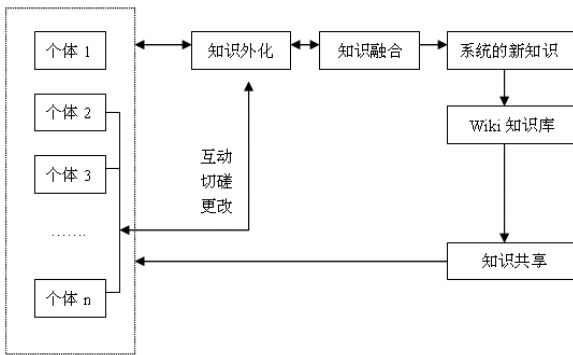 个体 1
知识外化
知识融合
系统的新知识
个体 2
Wiki 知识库
互动
个体 3
切磋
更改
.......
知识共享
个体 n